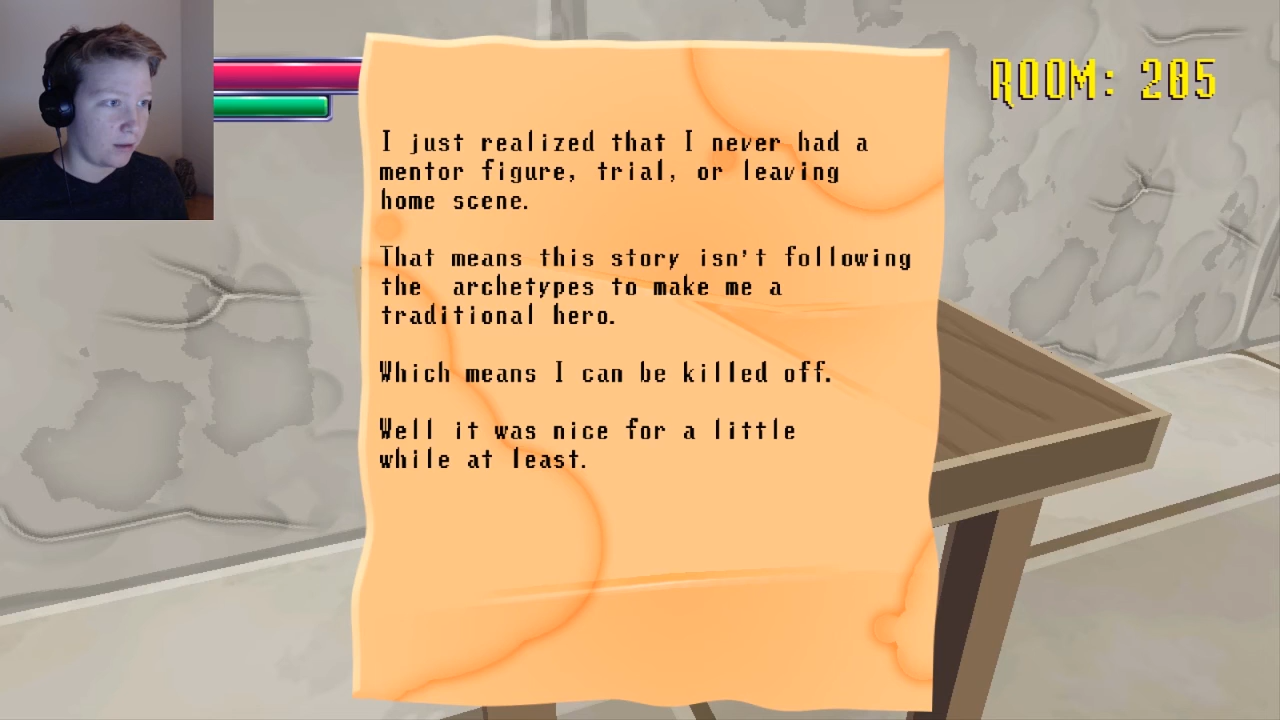 ROOM: 205
I just realized that I never had a
mentor figure, trial, or leaving
home scene.
That means this story isn't following
the archetypes to make me a
traditional hero.
Which means I can be killed off.
Well it was nice for a little
while at least.